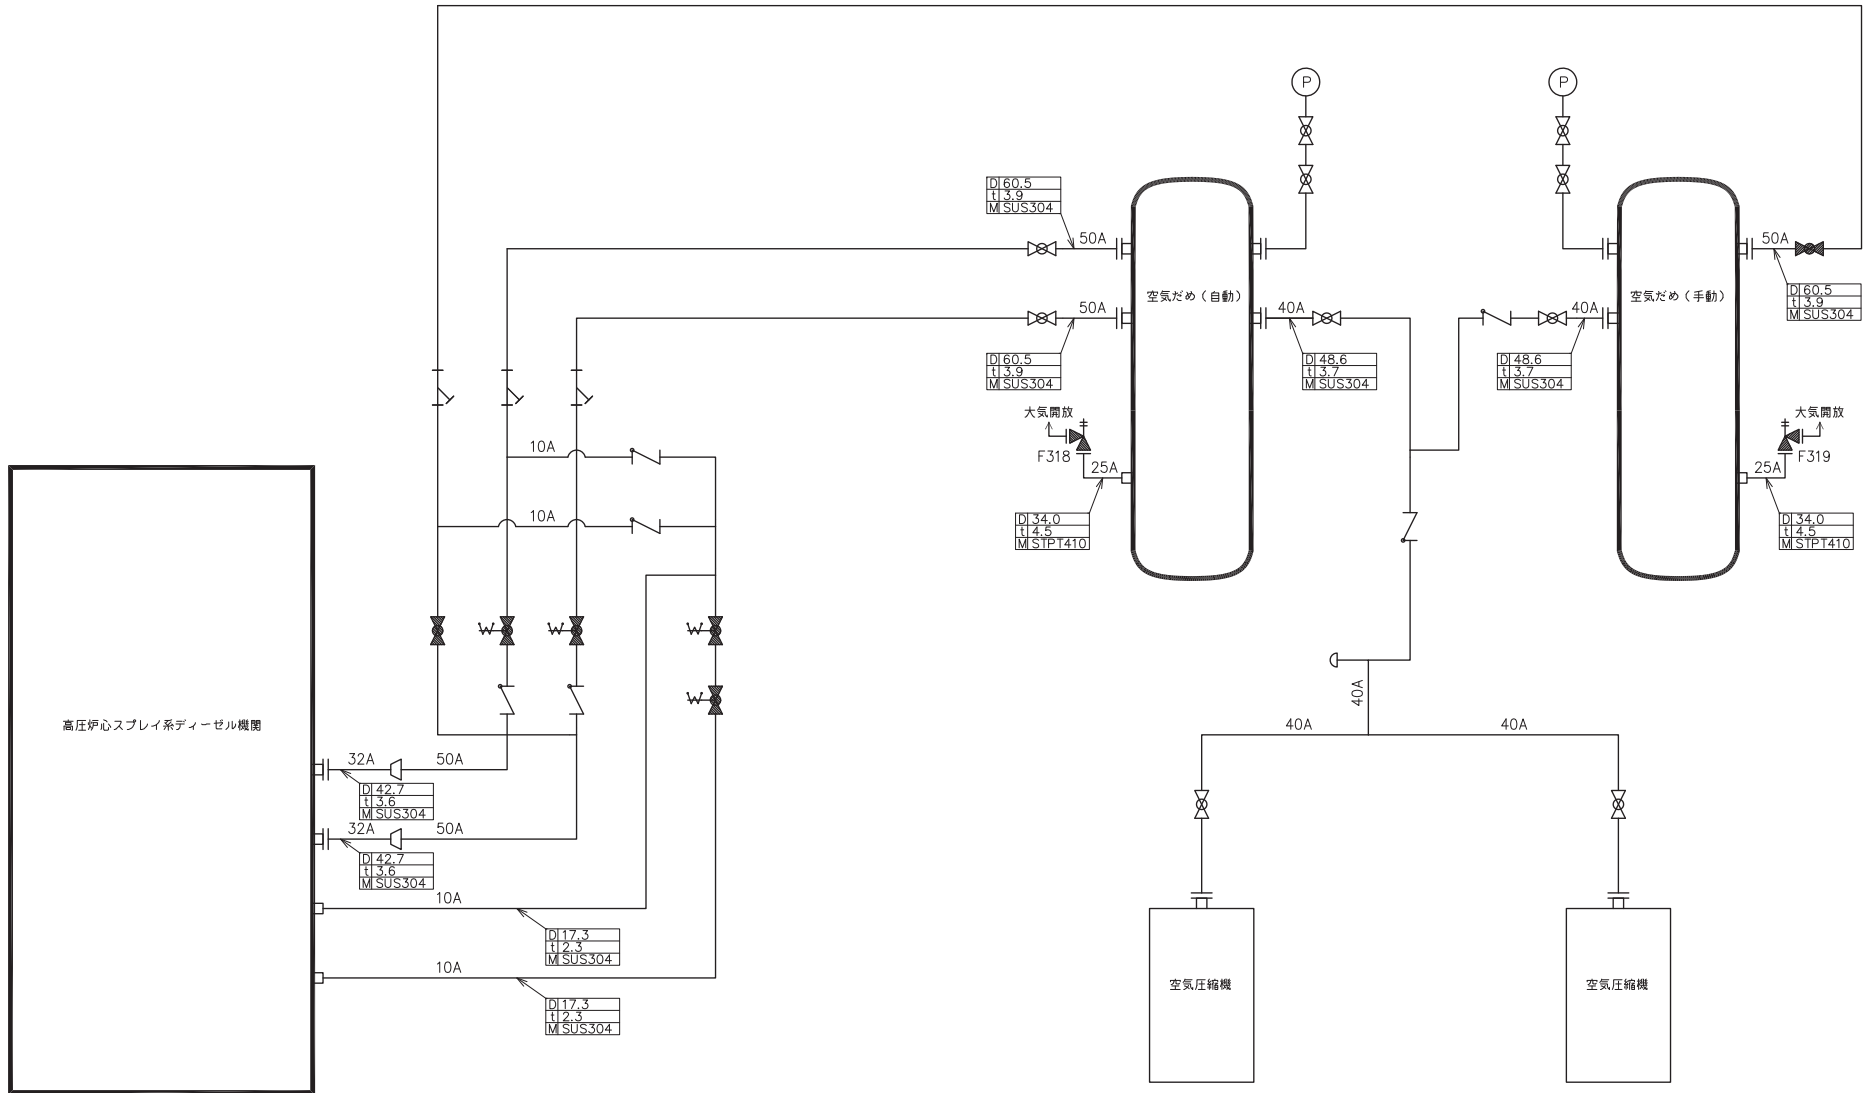 P
P
D 60.5
t 3.9
M SUS304
50A
50A
空気だめ（自動）
空気だめ（手動）
D 60.5
t 3.9
M SUS304
50A
40A
40A
D 60.5
t 3.9
M SUS304
D 48.6
t 3.7
M SUS304
D 48.6
t 3.7
M SUS304
大気開放
大気開放
F318
F319
25A
25A
10A
D 34.0
t 4.5
M STPT410
D 34.0
t 4.5
M STPT410
10A
40A
40A
40A
高圧炉心スプレイ系ディーゼル機関
32A
50A
D 42.7
t 3.6
M SUS304
32A
50A
D 42.7
t 3.6
M SUS304
10A
D 17.3
t 2.3
M SUS304
10A
D 17.3
t 2.3
M SUS304
空気圧縮機
空気圧縮機